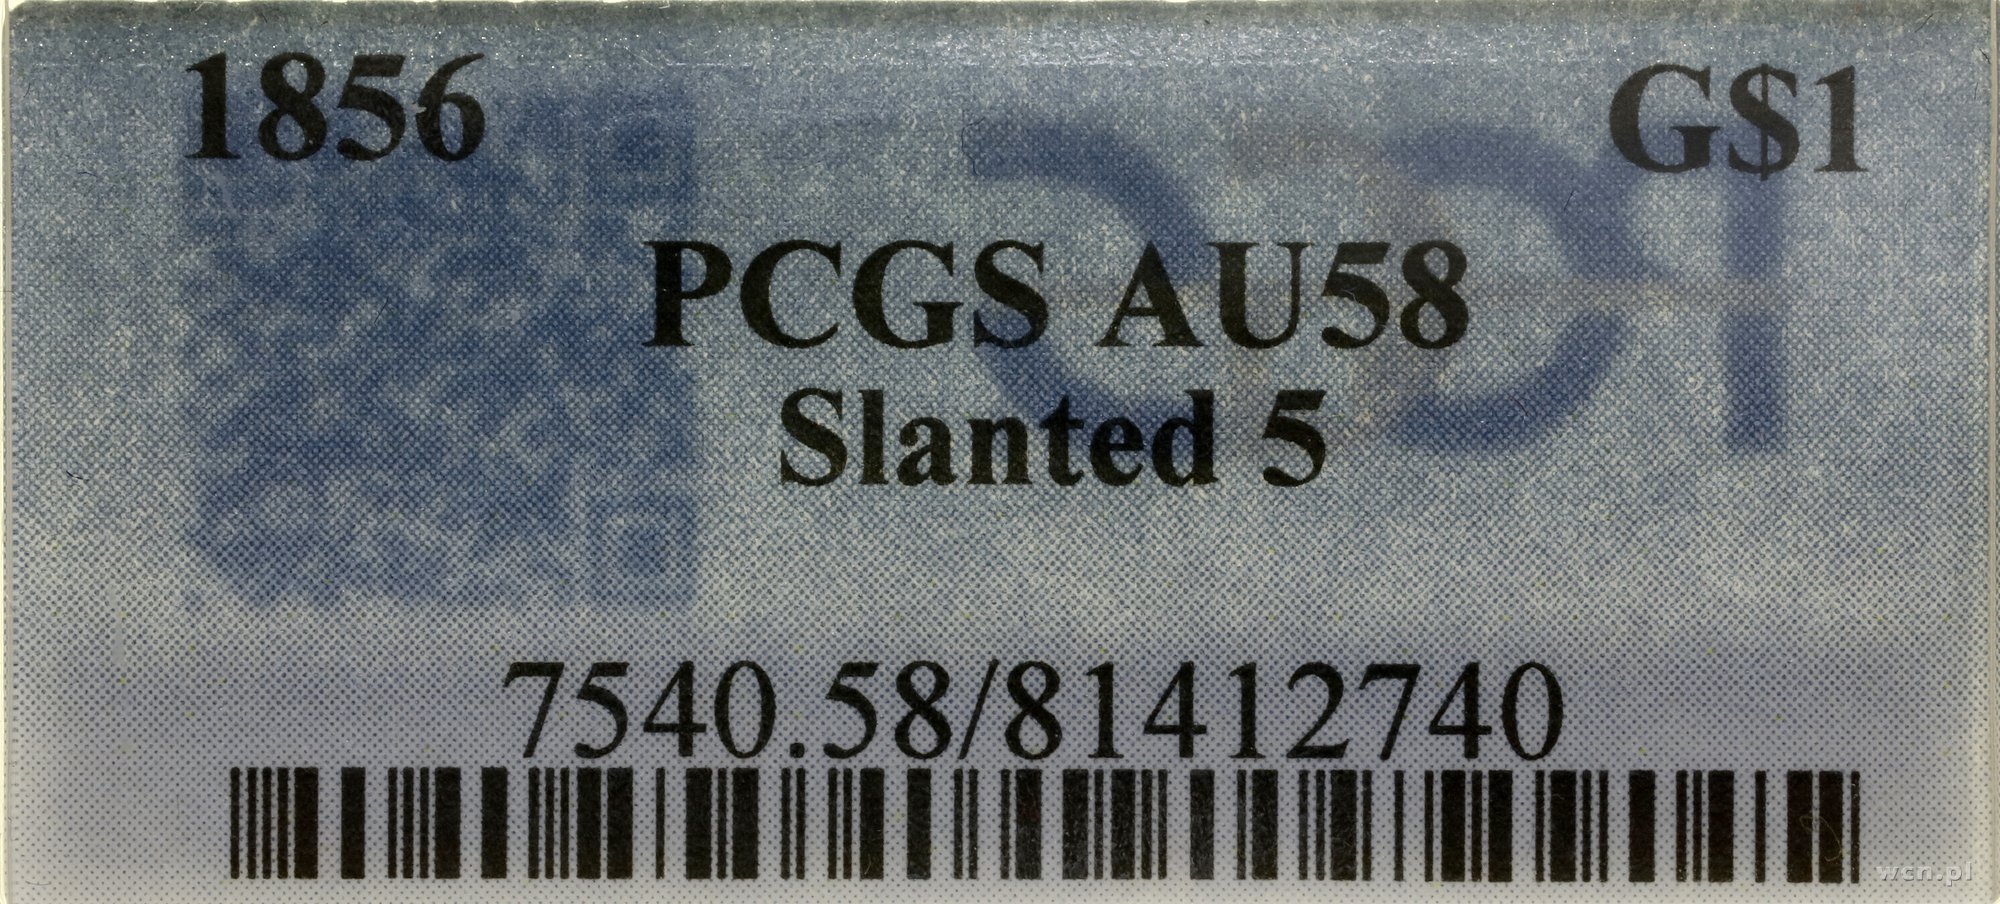 1856 G$1
PCGS AU58
Slanted 5
7540.58/81412740
wcn.pl